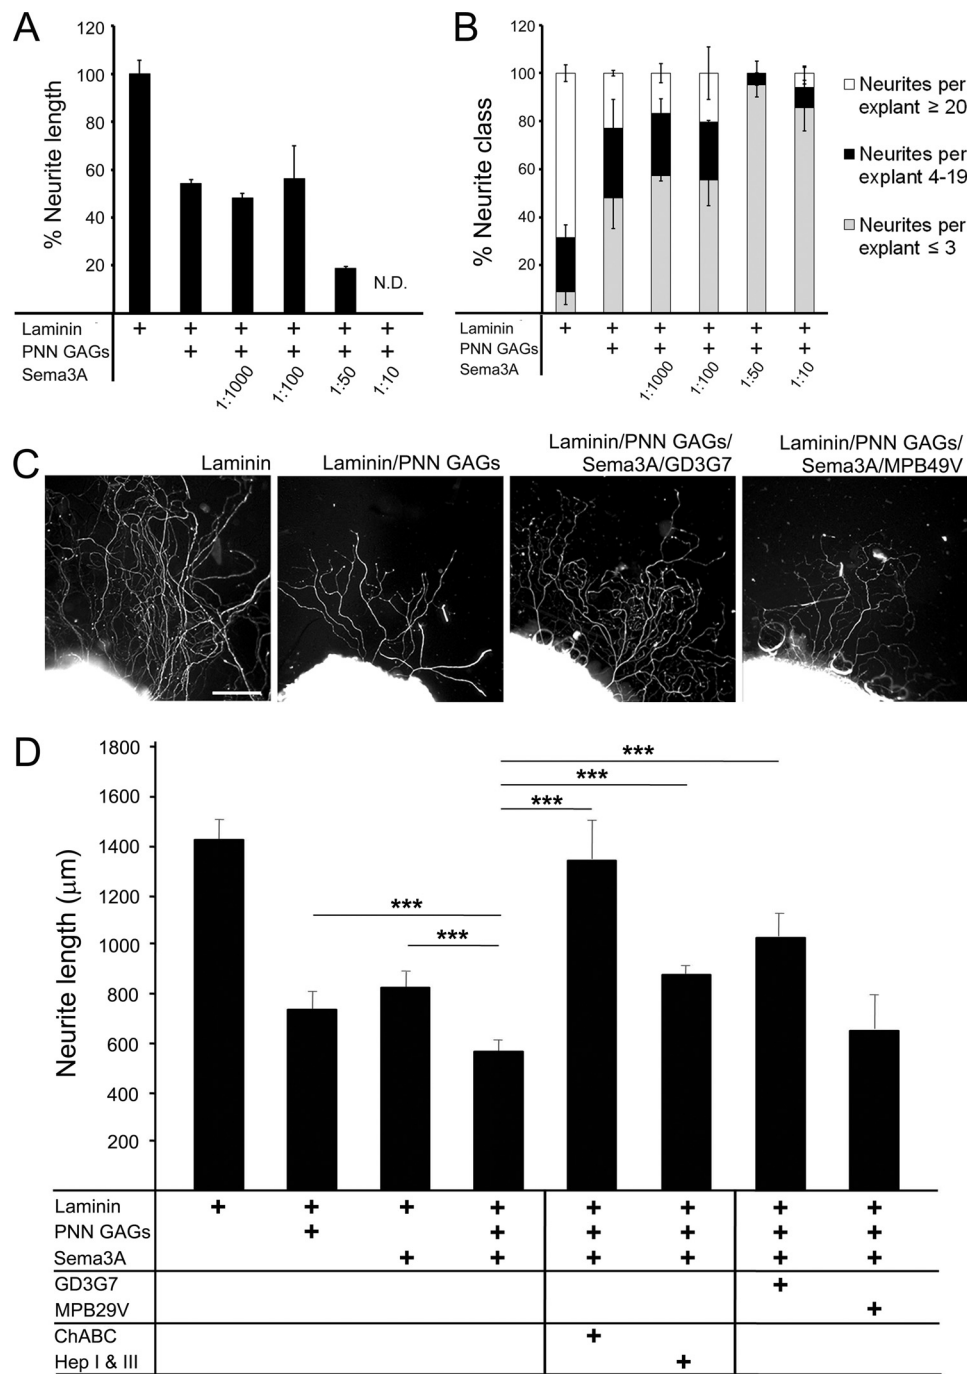 A
120
100
80
60
40
20
% Neurite length
N.D.
Laminin + + + + + +
PNN GAGs + + + + +
Sema3A 1:1000 1:100 1:50 1:10
B
120
100
80
60
40
20
% Neurite class
Laminin + + + + + +
PNN GAGs + + + + +
Sema3A 1:1000 1:100 1:50 1:10
Neurites per
explant ≥ 20
Neurites per
explant 4-19
Neurites per
explant ≤ 3
C
Laminin
Laminin/PNN GAGs
Laminin/PNN GAGs/
Sema3A/GD3G7
Laminin/PNN GAGs/
Sema3A/MPB49V
D
1800
1600
1400
1200
1000
800
600
400
200
Neurite length (μm)
***
***
***
***
***
Laminin + + + + + + + +
PNN GAGs + + + + + +
Sema3A + + + + + +
GD3G7 +
MPB29V +
ChABC +
Hep I & III +